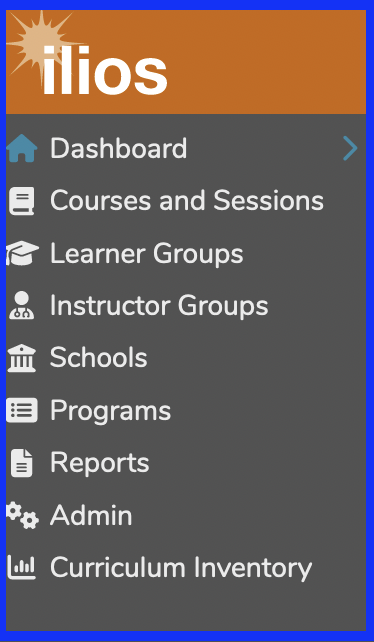 ilios
Dashboard
Courses and Sessions
Learner Groups
Instructor Groups
Schools
Programs
Reports
Admin
Curriculum Inventory